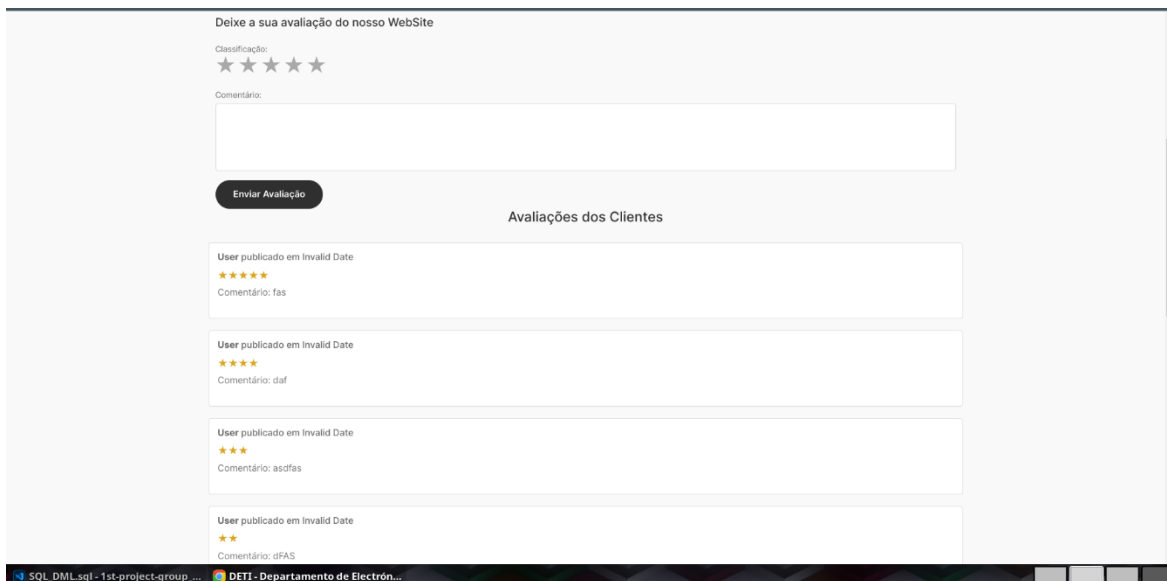 Deixe a sua avaliação do nosso WebSite
Classificação:
★★★★★
Comentário:
Enviar Avaliação
Avaliações dos Clientes
User publicado em Invalid Date
★★★★★
Comentário: fas
User publicado em Invalid Date
★★★★
Comentário: daf
User publicado em Invalid Date
★★★
Comentário: asdfas
User publicado em Invalid Date
★★
Comentário: dFAS
SQL_DML.sql - 1st-project-group_... DETI - Departamento de Electrón...